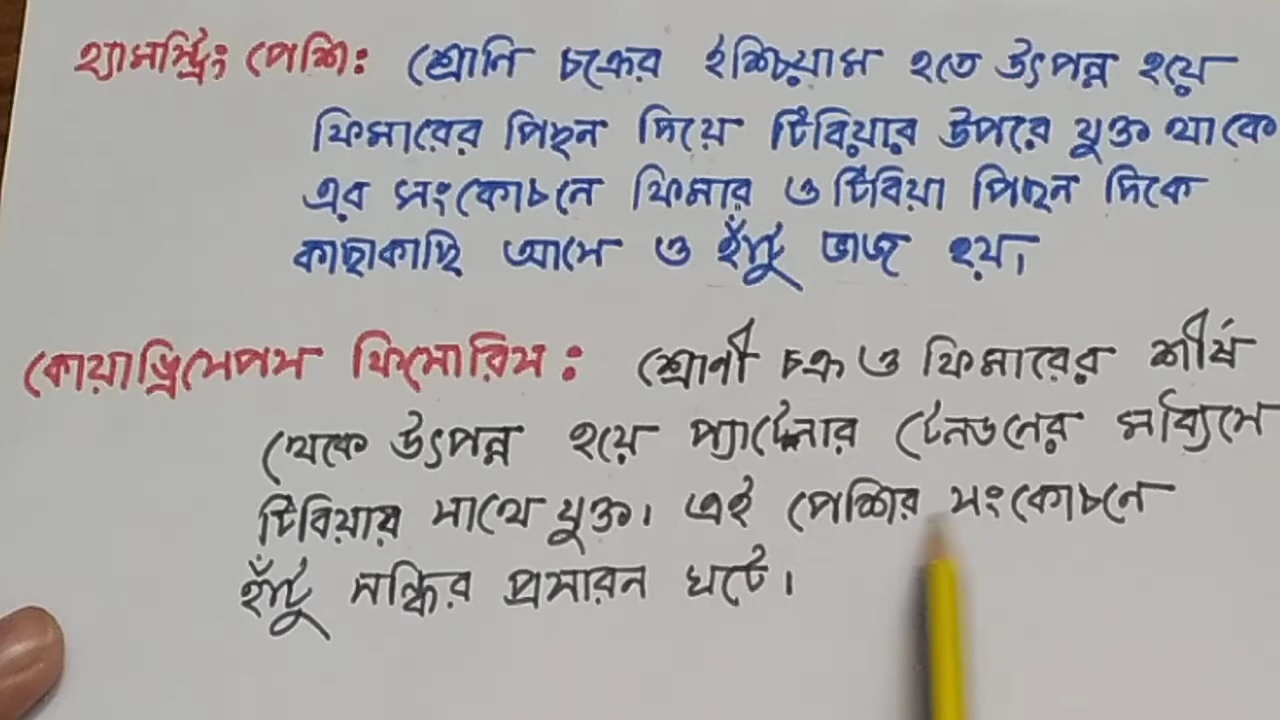 হ্যামস্ট্রিং পেশি: শ্রোনি চক্রের ইশ্চিয়াম হতে উৎপন্ন হয়ে
ফিমারের পিছন দিয়ে টিবিয়ার উপরে যুক্ত থাকে
এর সংকোচনে ফিমার ও টিবিয়া পিছন দিকে
কাছাকাছি আসে ও হাঁটু ভাজ হয়।
কোয়াড্রিসেপস ফিমোরিস: শ্রোণী চক্র ও ফিমারের শীর্ষ
থেকে উৎপন্ন হয়ে প্যাটেলার টেনডনের মাধ্যমে
টিবিয়ার সাথে যুক্ত। এই পেশির সংকোচনে
হাঁটু সন্ধির প্রসারন ঘটে।